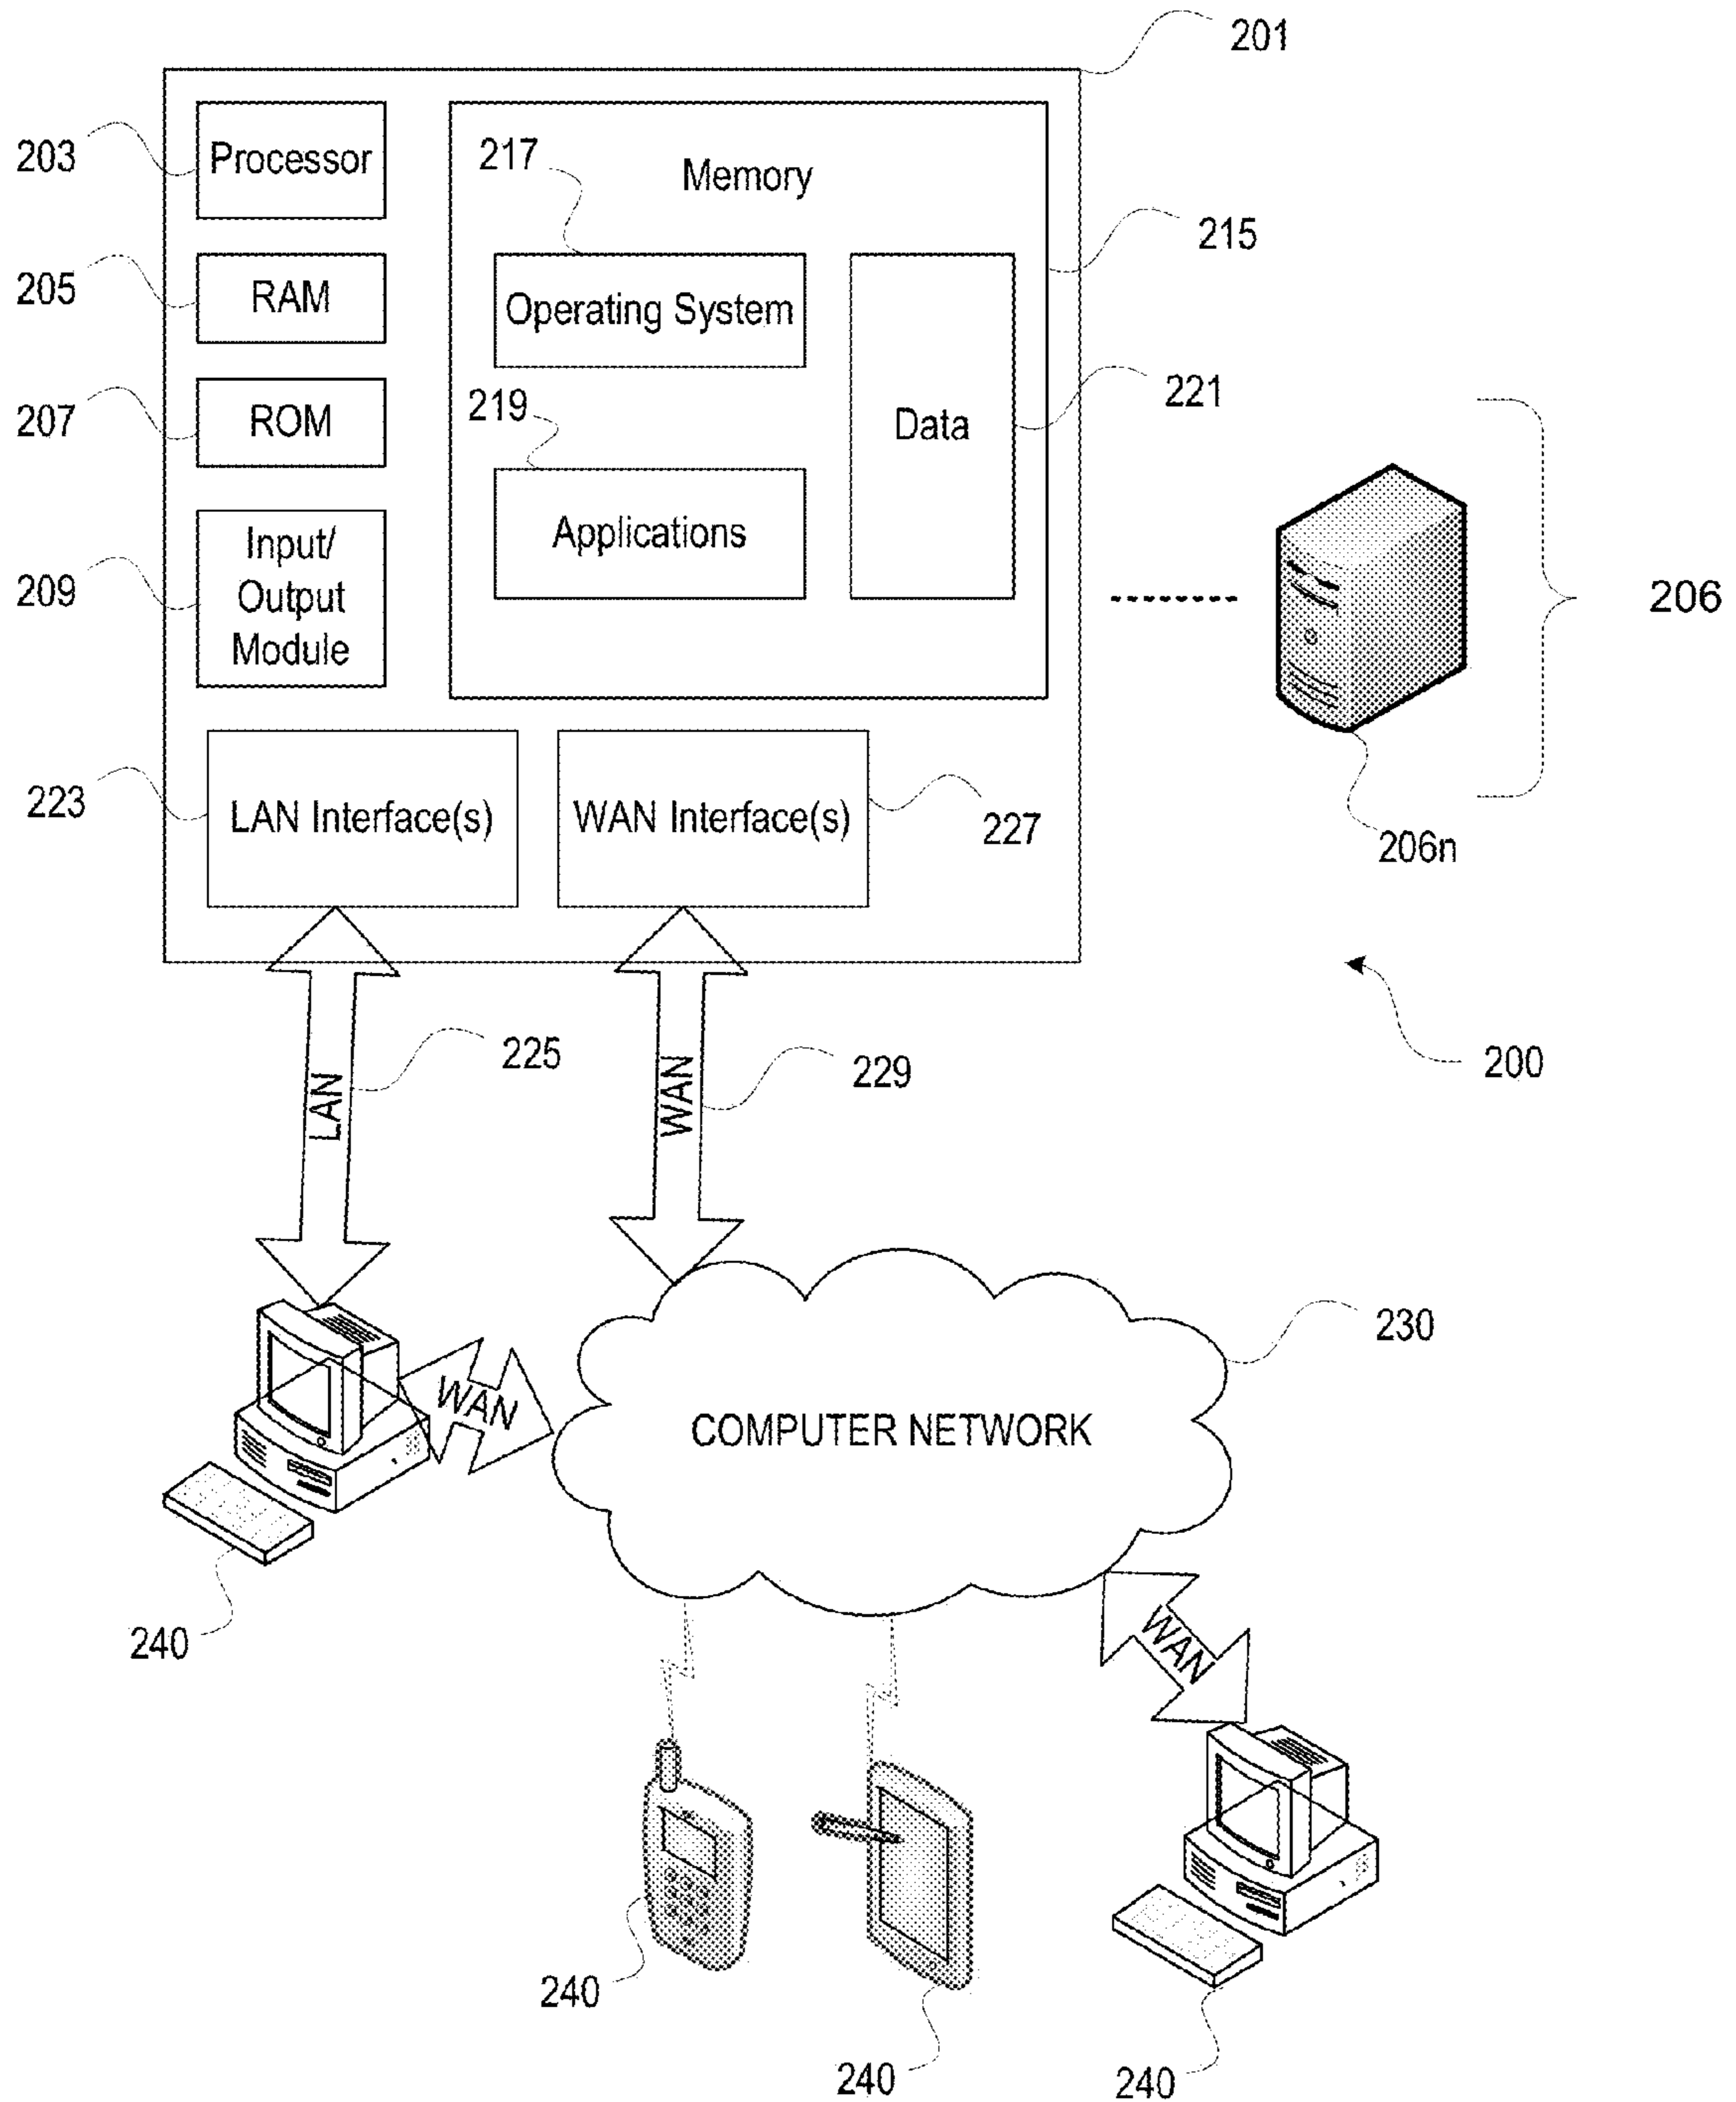 201
203
Processor
217
Memory
215
205
RAM
Operating System
207
ROM
219
221
Data
206
209
Input/
Output
Module
Applications
223
LAN Interface(s)
WAN Interface(s)
227
206n
225
229
200
LAN
WAN
230
WAN
COMPUTER NETWORK
240
WAN
240
240
240